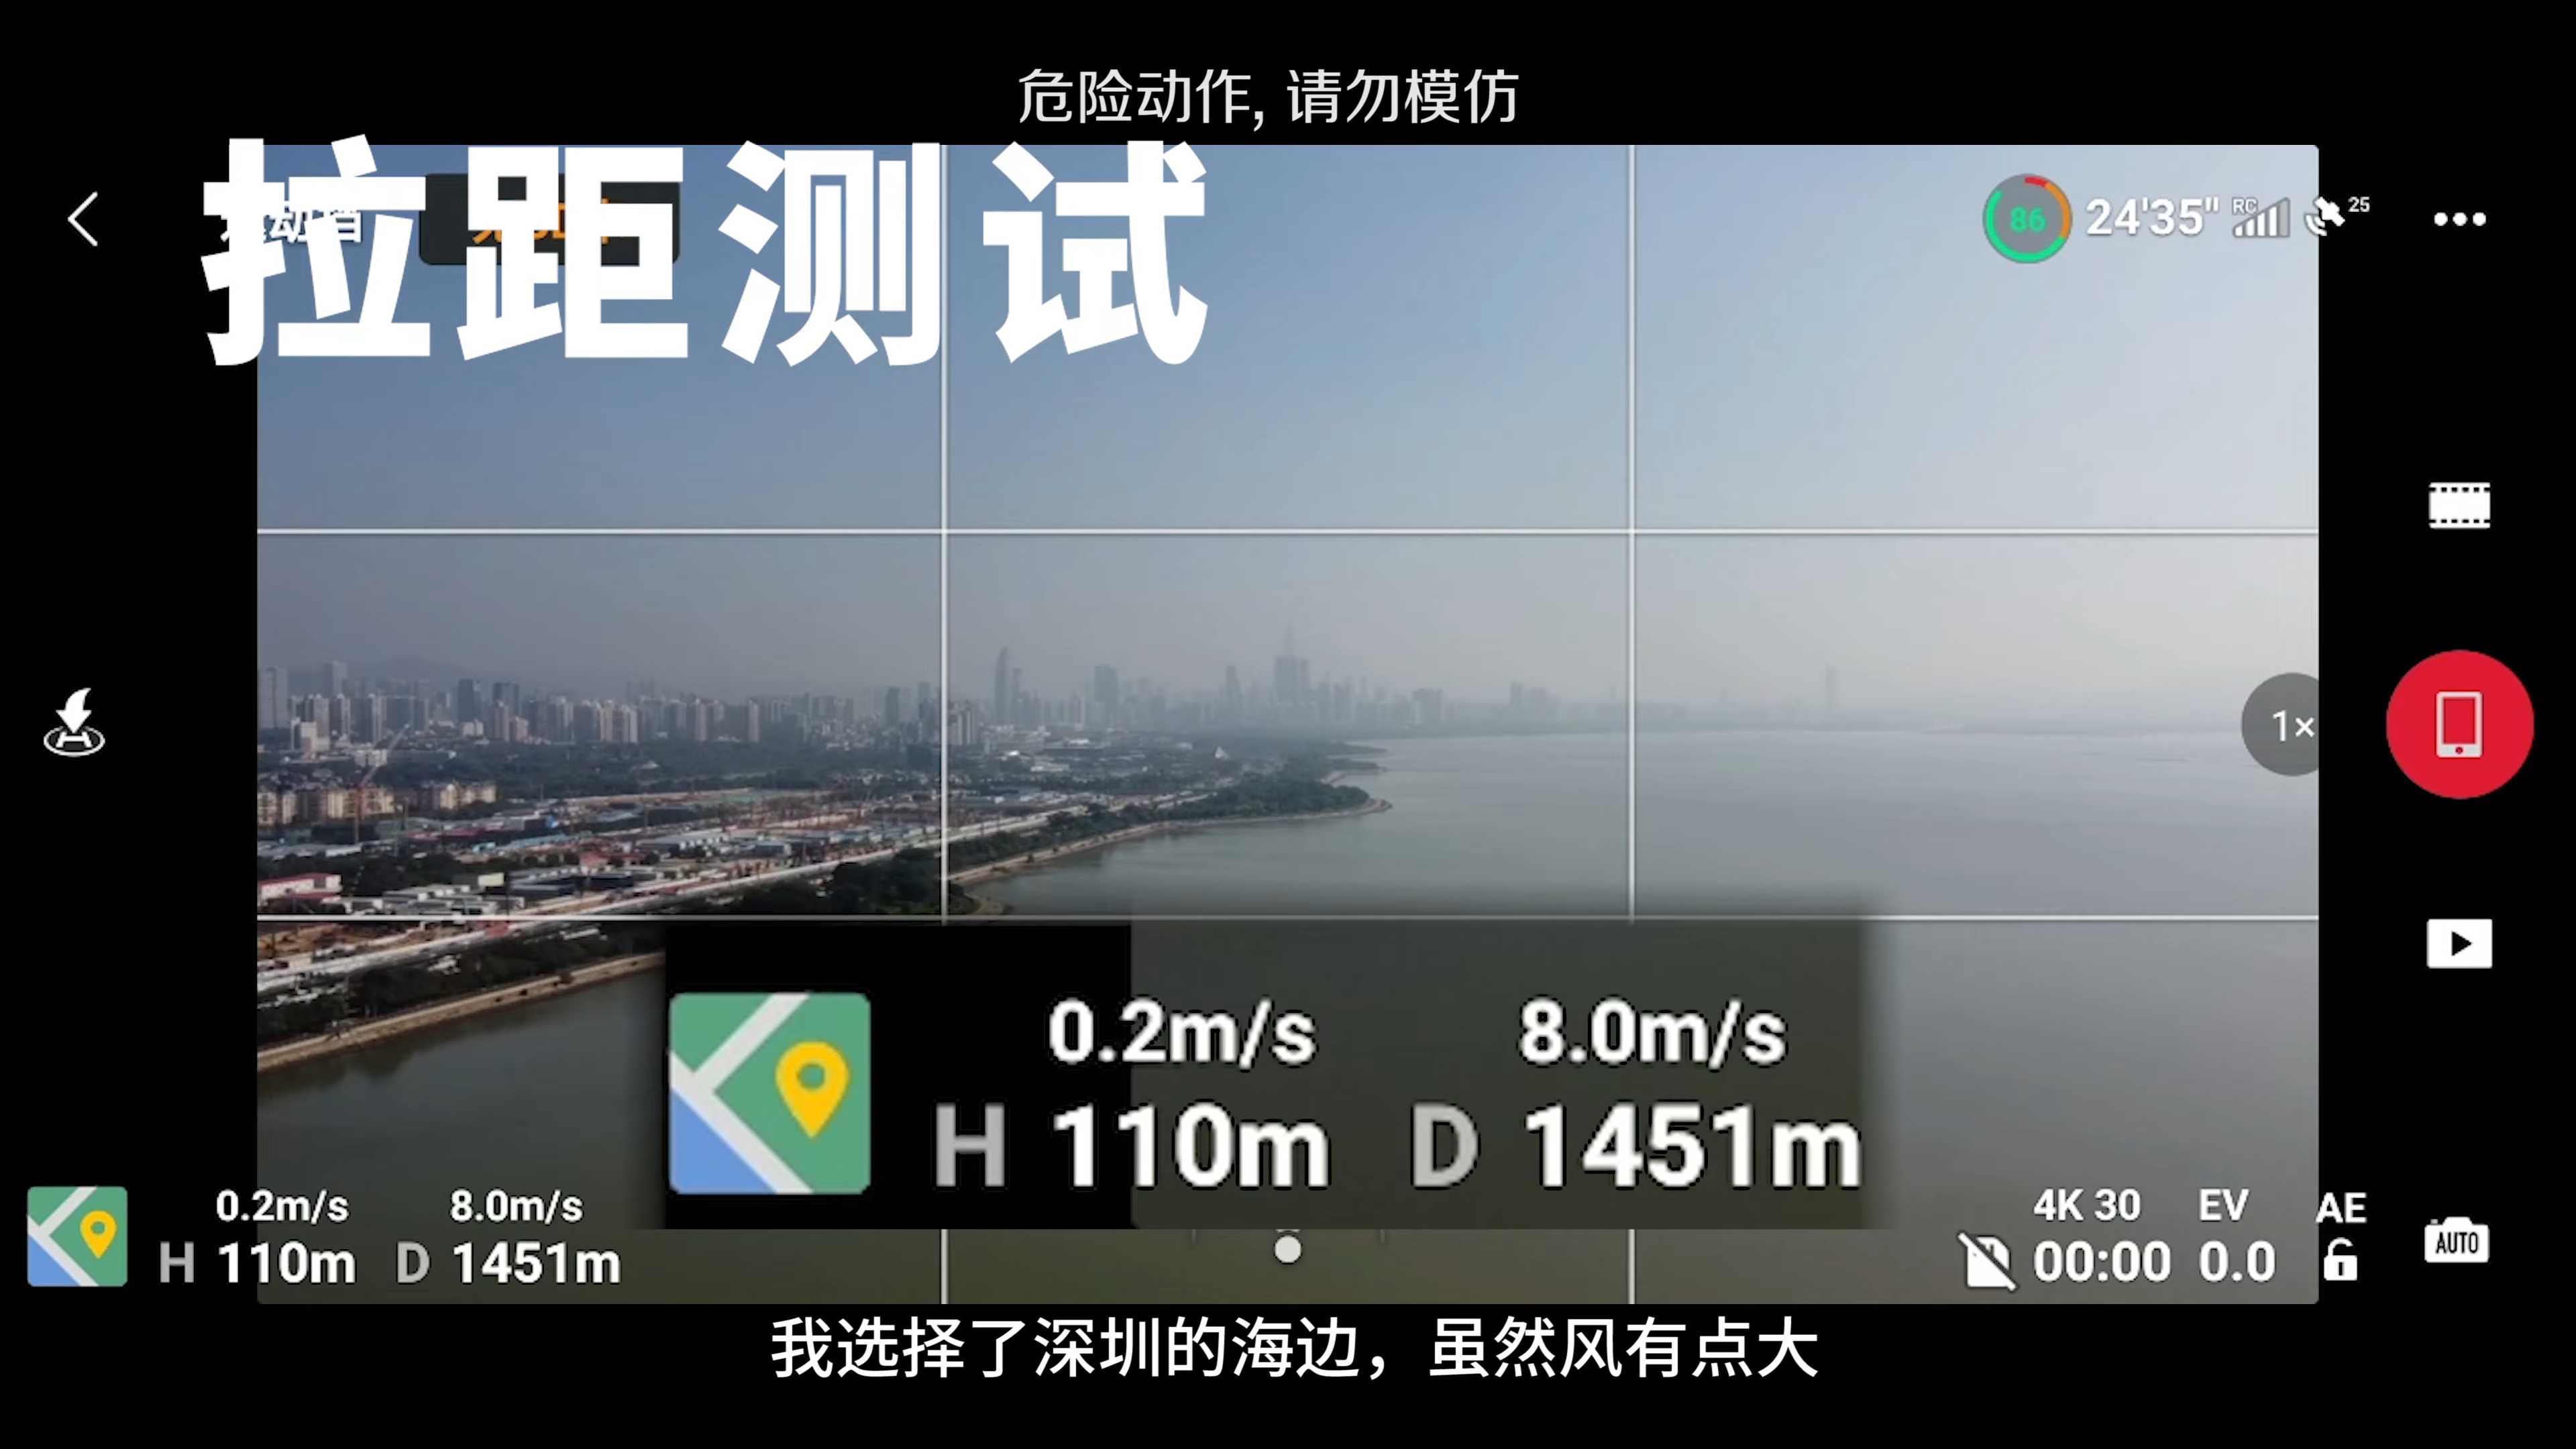 危险动作, 请勿模仿
拉距测试
86 24'35" RC 25
1×
0.2m/s 8.0m/s
H 110m D 1451m
0.2m/s 8.0m/s
H 110m D 1451m
4K 30 EV AE
00:00 0.0
AUTO
我选择了深圳的海边，虽然风有点大